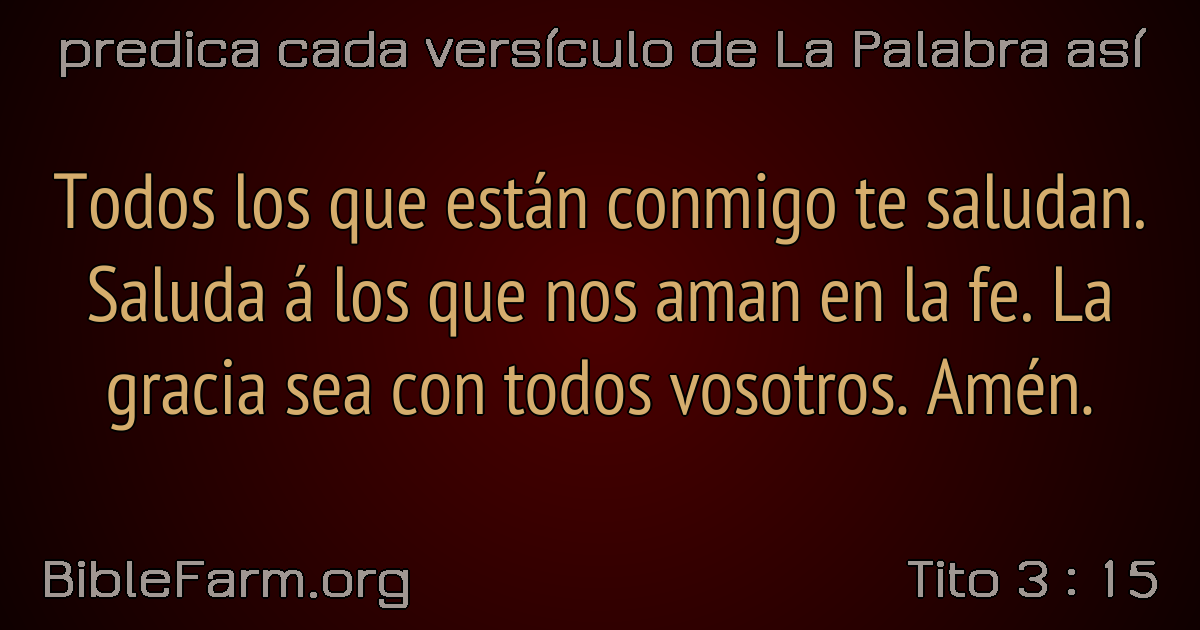 predica cada versículo de La Palabra así
Todos los que están conmigo te saludan.
Saluda á los que nos aman en la fe. La
gracia sea con todos vosotros. Amén.
BibleFarm.org
Tito 3 : 15